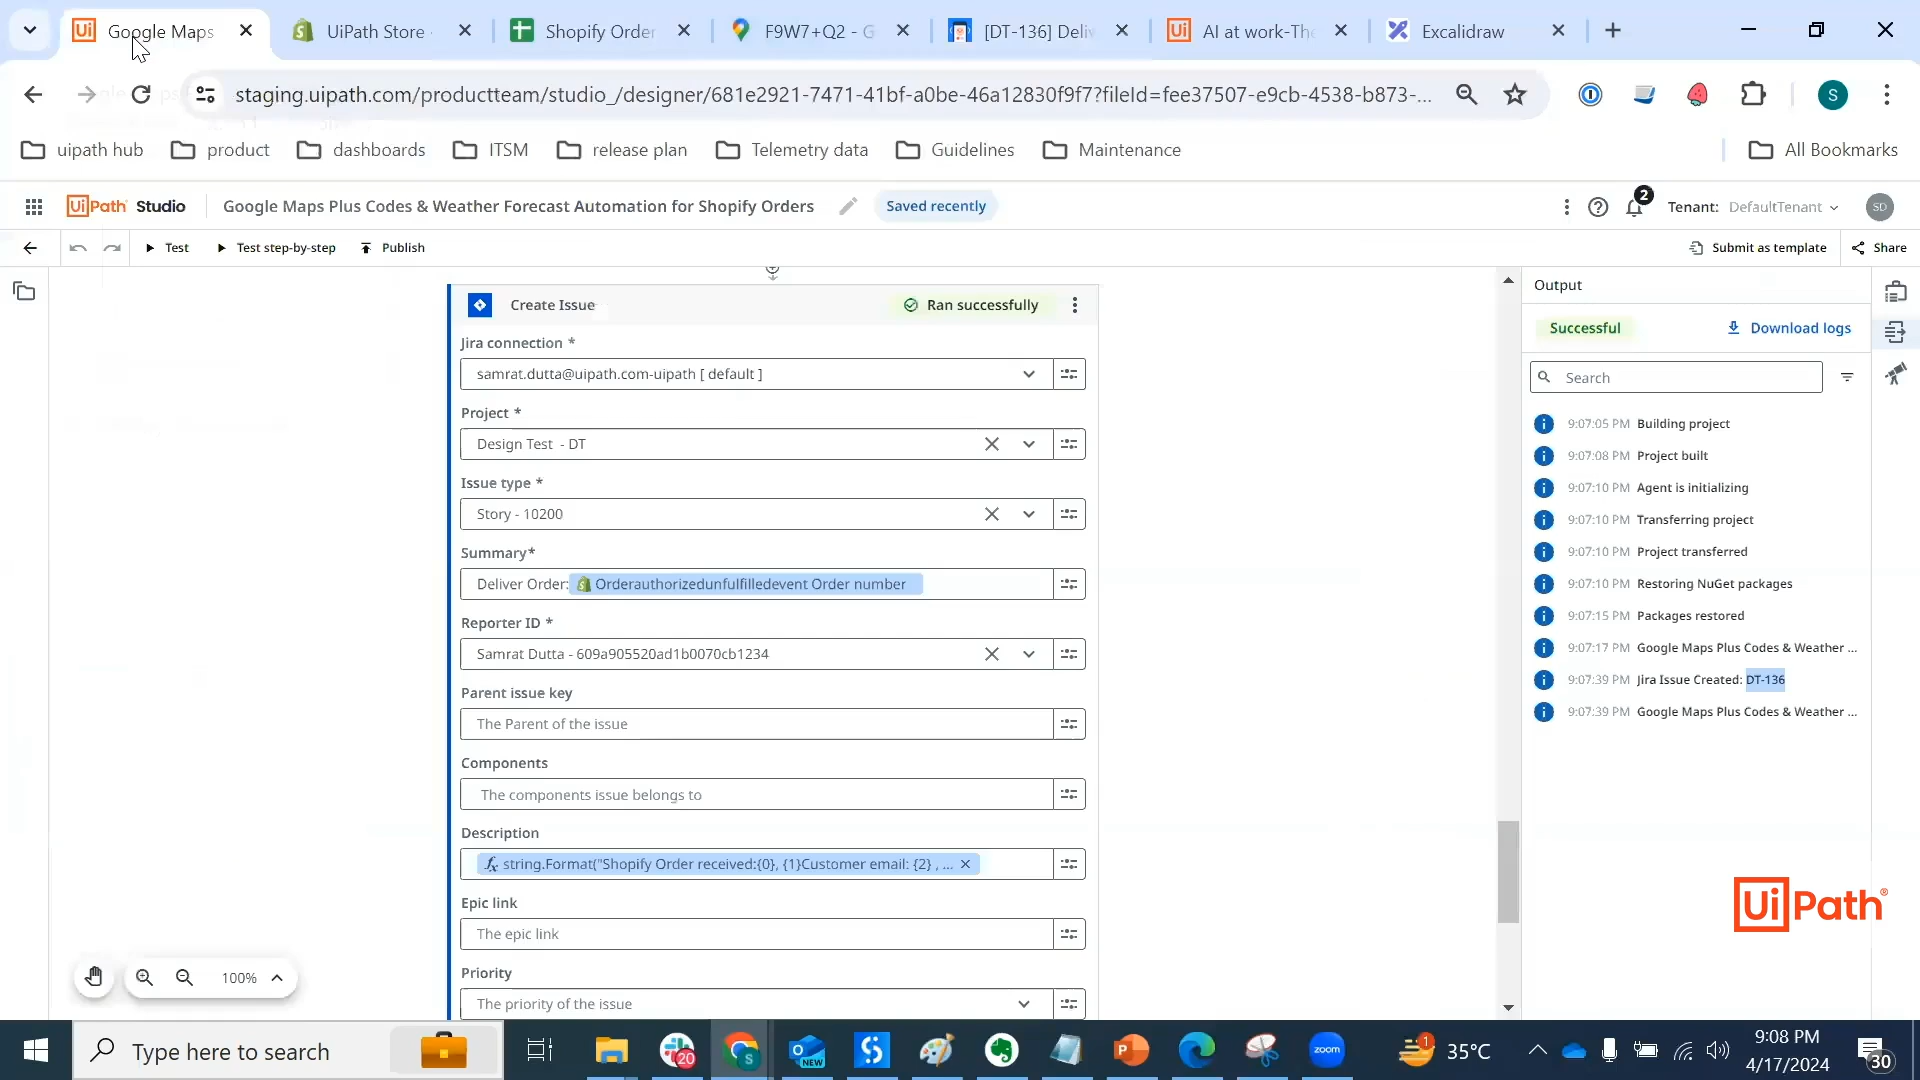 Google Maps
UiPath Store
Shopify Order
F9W7+Q2 - G
[DT-136] Deliv
AI at work-The
Excalidraw
staging.uipath.com/productteam/studio_/designer/681e2921-7471-41bf-a0be-46a12830f9f7?fileId=fee37507-e9cb-4538-b873-...
S
uipath hub
product
dashboards
ITSM
release plan
Telemetry data
Guidelines
Maintenance
All Bookmarks
UiPath Studio
Google Maps Plus Codes & Weather Forecast Automation for Shopify Orders
Saved recently
2
Tenant: DefaultTenant
SD
Test
Test step-by-step
Publish
Submit as template
Share
Create Issue
Ran successfully
Jira connection *
samrat.dutta@uipath.com-uipath [ default ]
Project *
Design Test - DT
Issue type *
Story - 10200
Summary*
Deliver Order: Orderauthorizedunfulfilledevent Order number
Reporter ID *
Samrat Dutta - 609a905520ad1b0070cb1234
Parent issue key
The Parent of the issue
Components
The components issue belongs to
Description
fx string.Format("Shopify Order received:{0}, {1}Customer email: {2} , ...
Epic link
The epic link
Priority
The priority of the issue
100%
Output
Successful
Download logs
Search
9:07:05 PM Building project
9:07:08 PM Project built
9:07:10 PM Agent is initializing
9:07:10 PM Transferring project
9:07:10 PM Project transferred
9:07:10 PM Restoring NuGet packages
9:07:15 PM Packages restored
9:07:17 PM Google Maps Plus Codes & Weather ...
9:07:39 PM Jira Issue Created: DT-136
9:07:39 PM Google Maps Plus Codes & Weather ...
UiPath®
Type here to search
20
S
NEW
zoom
1
35°C
9:08 PM
4/17/2024
30